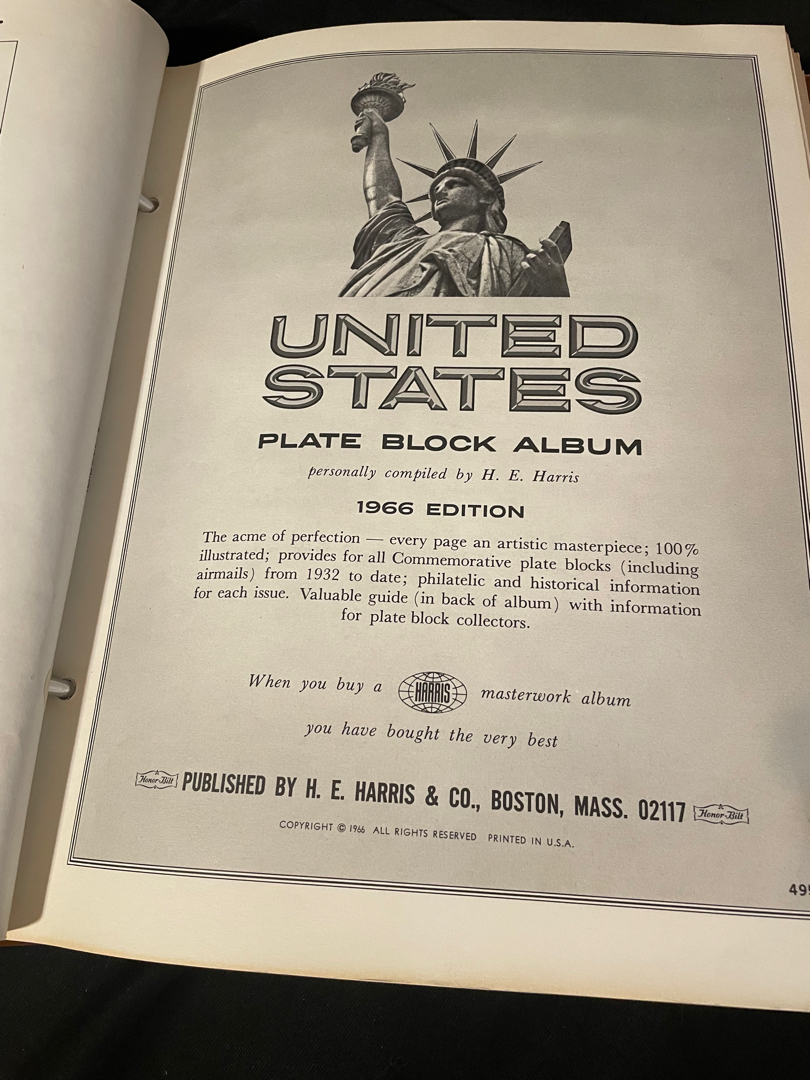 UNITED
STATES
PLATE BLOCK ALBUM
personally compiled by H. E. Harris
1966 EDITION
The acme of perfection — every page an artistic masterpiece; 100%
illustrated; provides for all Commemorative plate blocks (including
airmails) from 1932 to date; philatelic and historical information
for each issue. Valuable guide (in back of album) with information
for plate block collectors.
When you buy a HARRIS masterwork album
you have bought the very best
Honor-Bilt PUBLISHED BY H. E. HARRIS & CO., BOSTON, MASS. 02117 Honor-Bilt
COPYRIGHT © 1966 ALL RIGHTS RESERVED PRINTED IN U.S.A.